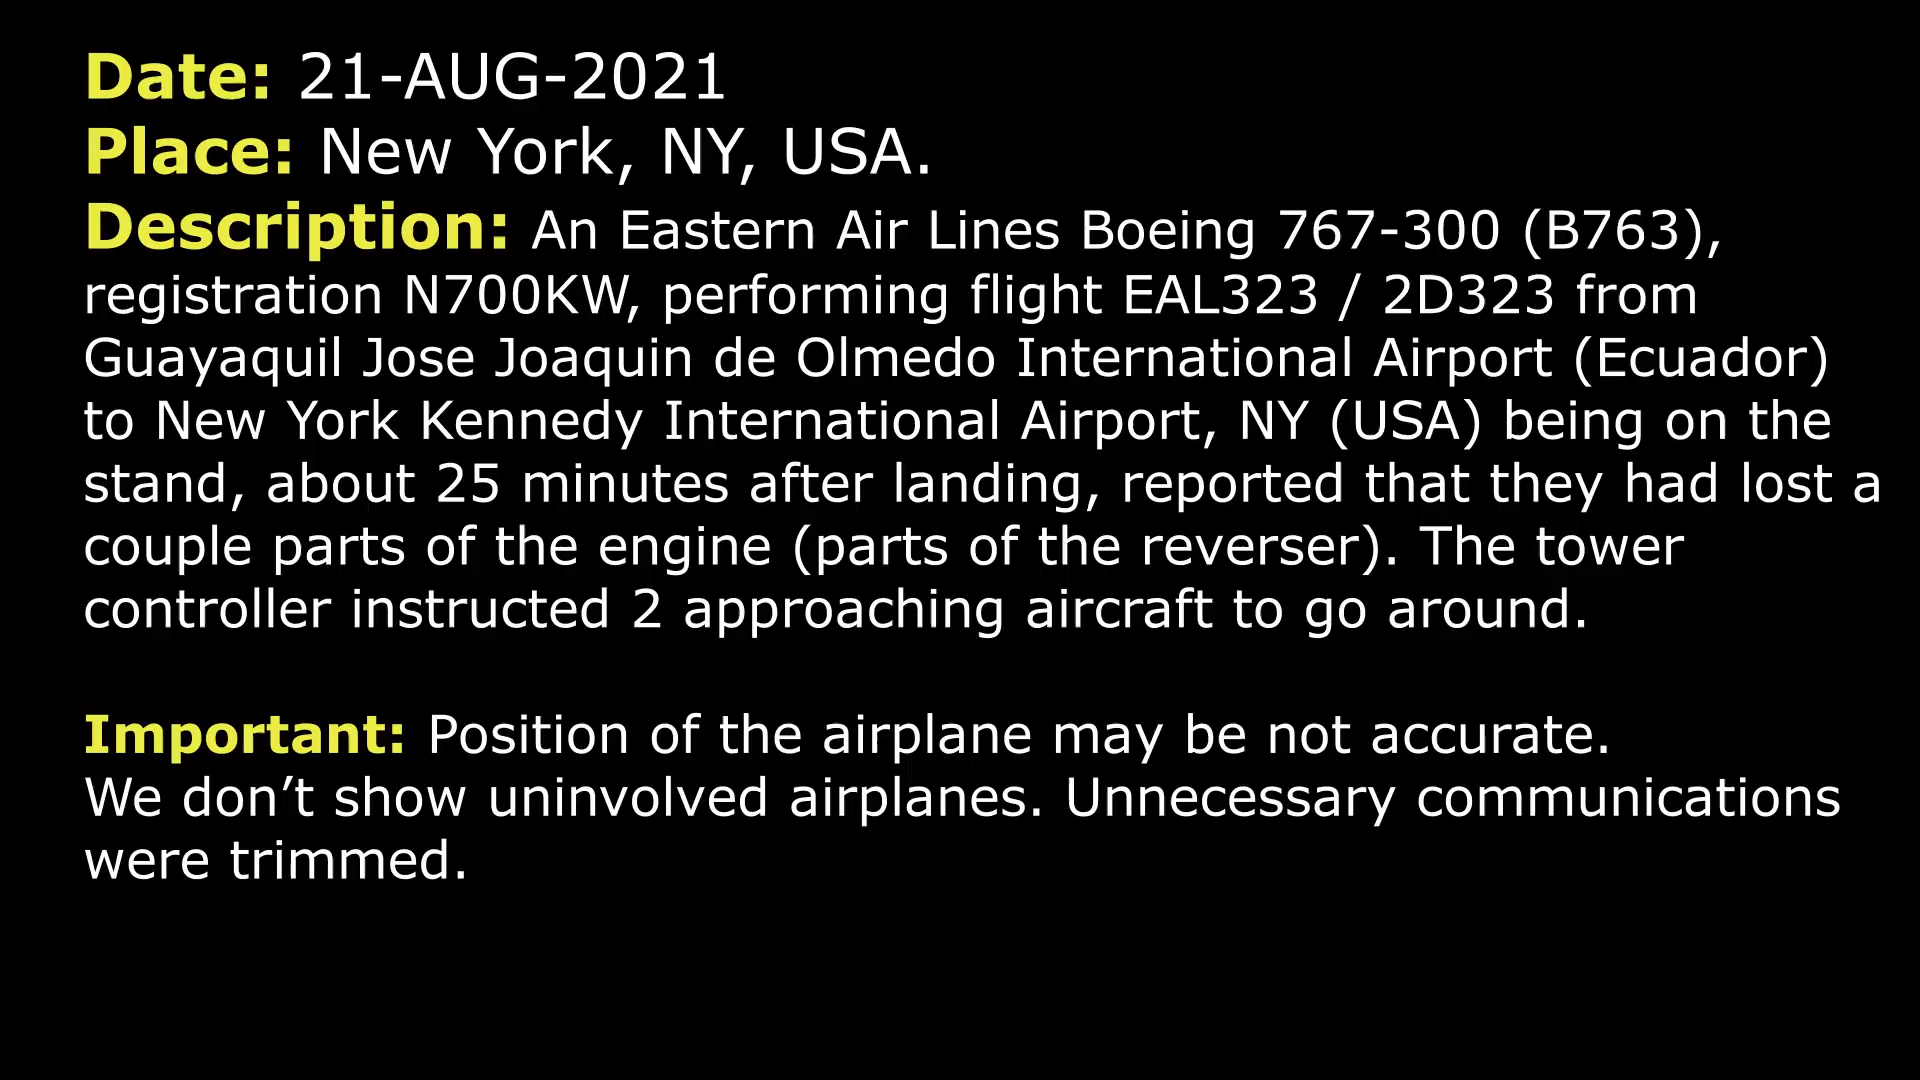 Date: 21-AUG-2021
Place: New York, NY, USA.
Description: An Eastern Air Lines Boeing 767-300 (B763),
registration N700KW, performing flight EAL323 / 2D323 from
Guayaquil Jose Joaquin de Olmedo International Airport (Ecuador)
to New York Kennedy International Airport, NY (USA) being on the
stand, about 25 minutes after landing, reported that they had lost a
couple parts of the engine (parts of the reverser). The tower
controller instructed 2 approaching aircraft to go around.
Important: Position of the airplane may be not accurate.
We don’t show uninvolved airplanes. Unnecessary communications
were trimmed.